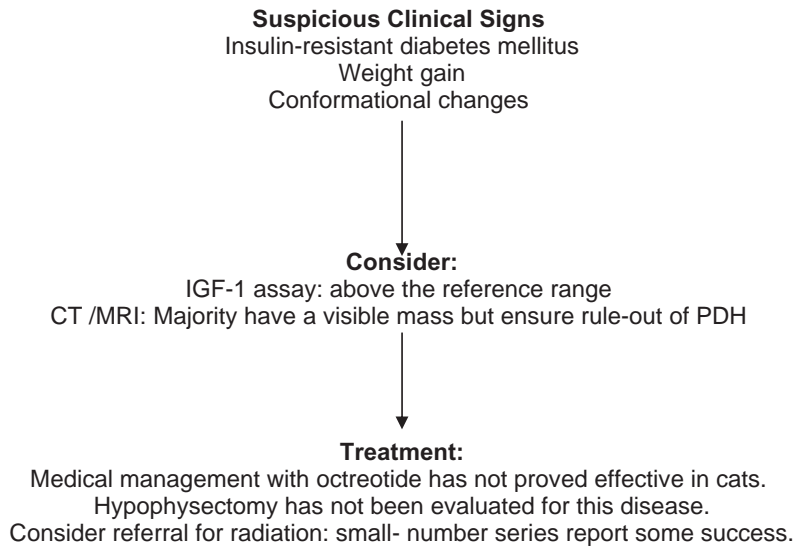 Suspicious Clinical Signs
Insulin-resistant diabetes mellitus
Weight gain
Conformational changes
Consider:
IGF-1 assay: above the reference range
CT /MRI: Majority have a visible mass but ensure rule-out of PDH
Treatment:
Medical management with octreotide has not proved effective in cats.
Hypophysectomy has not been evaluated for this disease.
Consider referral for radiation: small- number series report some success.